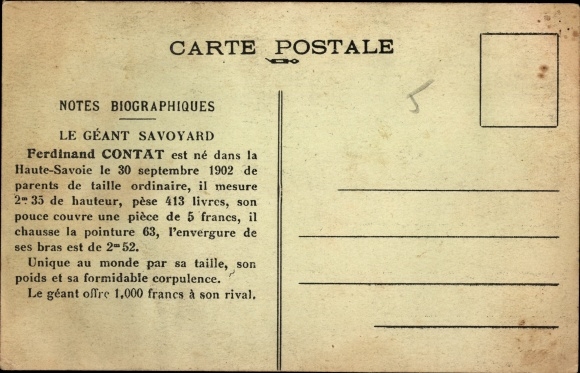 CARTE POSTALE
5
NOTES BIOGRAPHIQUES
LE GÉANT SAVOYARD
Ferdinand CONTAT est né dans la
Haute-Savoie le 30 septembre 1902 de
parents de taille ordinaire, il mesure
2m 35 de hauteur, pèse 413 livres, son
pouce couvre une pièce de 5 francs, il
chausse la pointure 63, l'envergure de
ses bras est de 2m 52.
Unique au monde par sa taille, son
poids et sa formidable corpulence.
Le géant offre 1.000 francs à son rival.